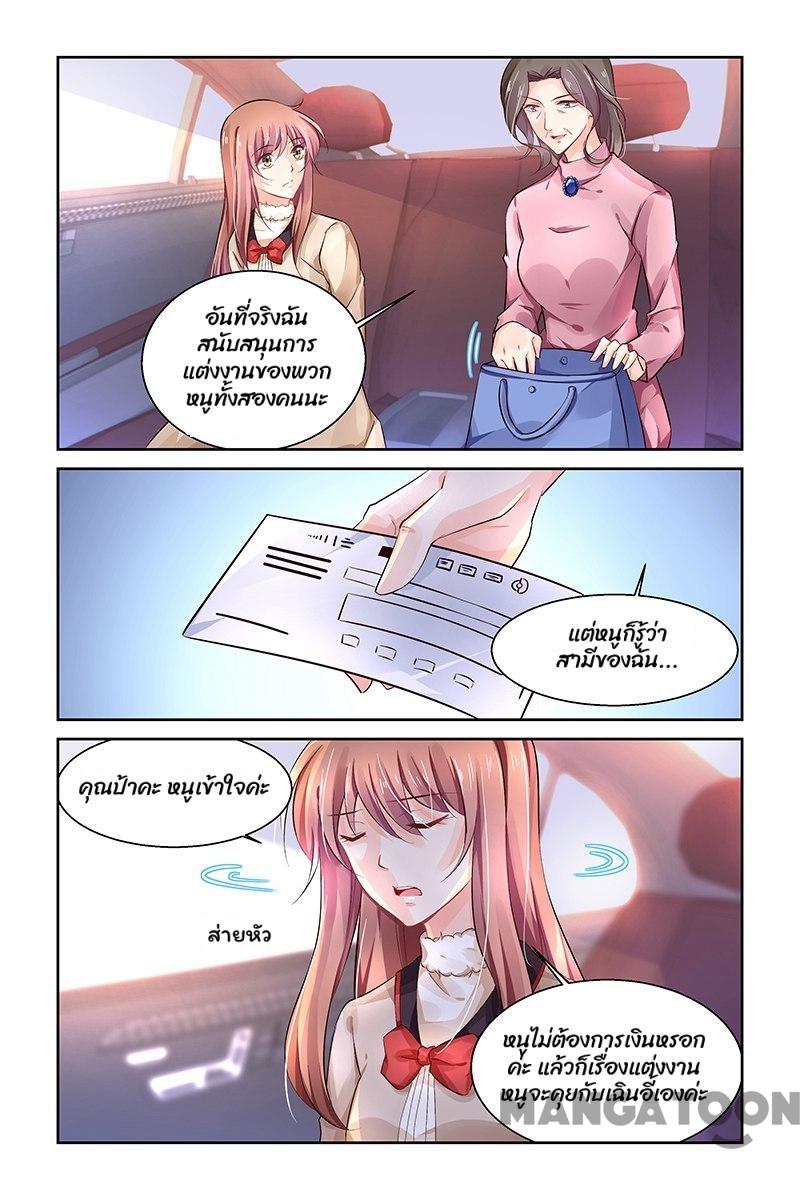 อันที่จริงฉัน
สนับสนุนการ
แต่งงานของพวก
หนูทั้งสองคนนะ
แต่หนูก็รู้ว่า
สามีของฉัน...
คุณป้าคะ หนูเข้าใจค่ะ
ส่ายหัว
หนูไม่ต้องการเงินหรอก
ค่ะ แล้วก็เรื่องแต่งงาน
หนูจะคุยกับเฉินอี้เองค่ะ
MANGATOON